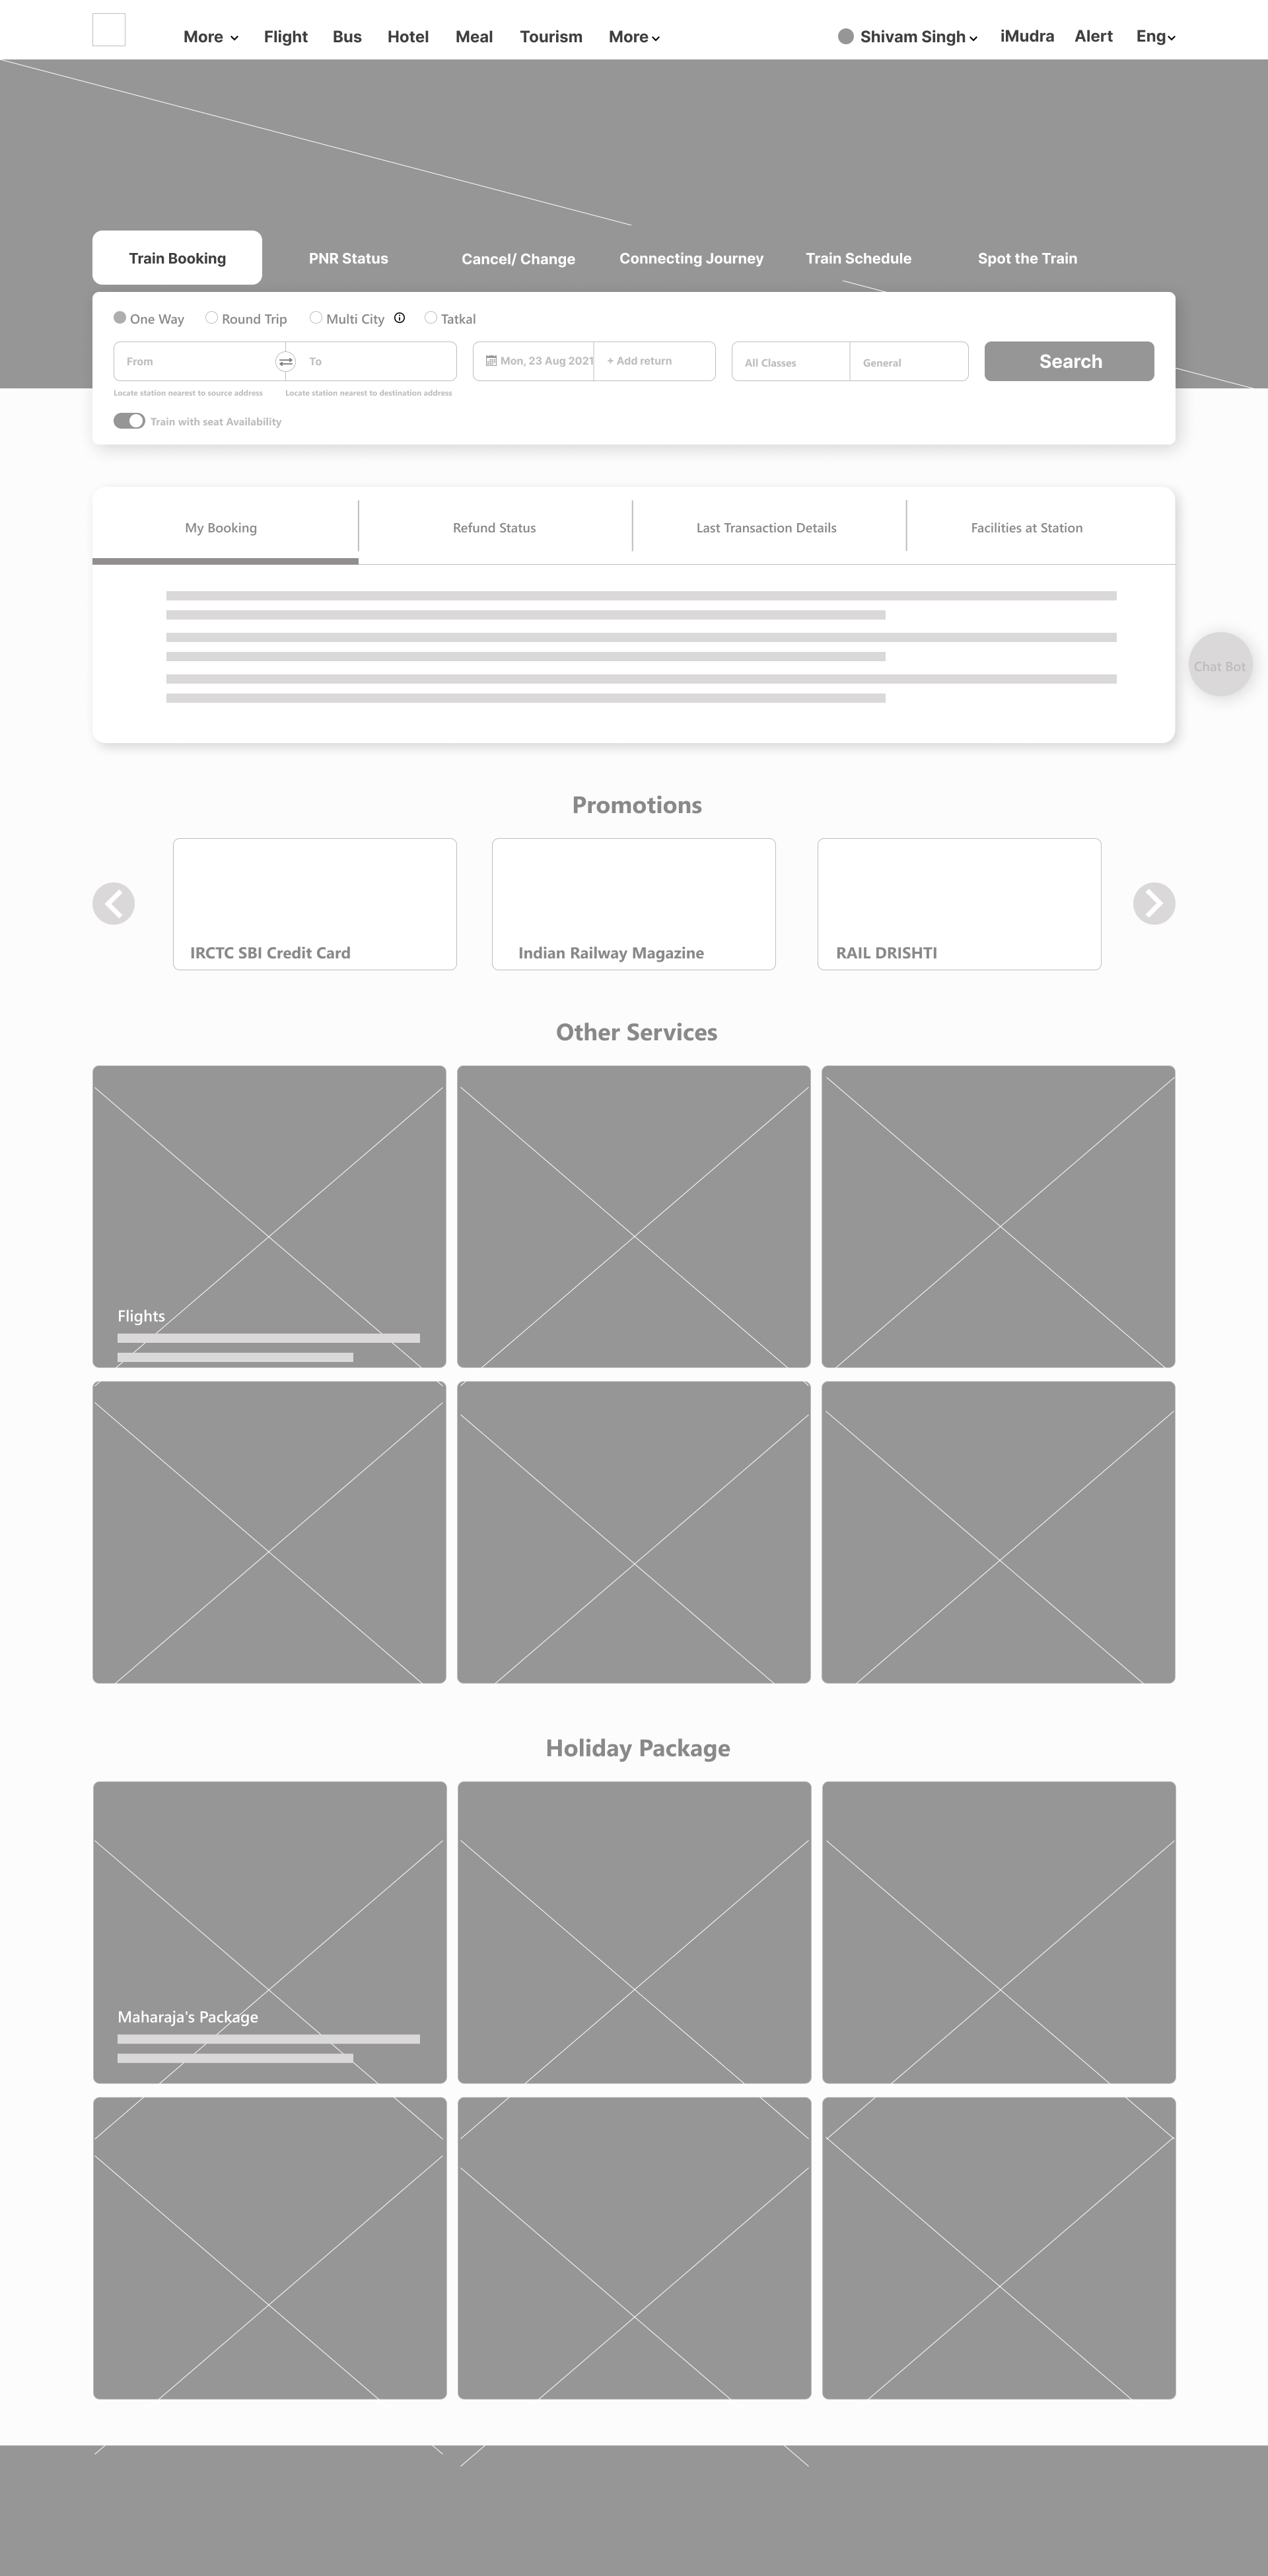 More Flight Bus Hotel Meal Tourism More Shivam Singh iMudra Alert Eng
Train Booking PNR Status Cancel/ Change Connecting Journey Train Schedule Spot the Train
One Way Round Trip Multi City Tatkal
From To Mon, 23 Aug 2021 + Add return All Classes General Search
Locate station nearest to source address Locate station nearest to destination address
Train with seat Availability
My Booking Refund Status Last Transaction Details Facilities at Station
Chat Bot
Promotions
IRCTC SBI Credit Card Indian Railway Magazine RAIL DRISHTI
Other Services
Flights
Holiday Package
Maharaja's Package